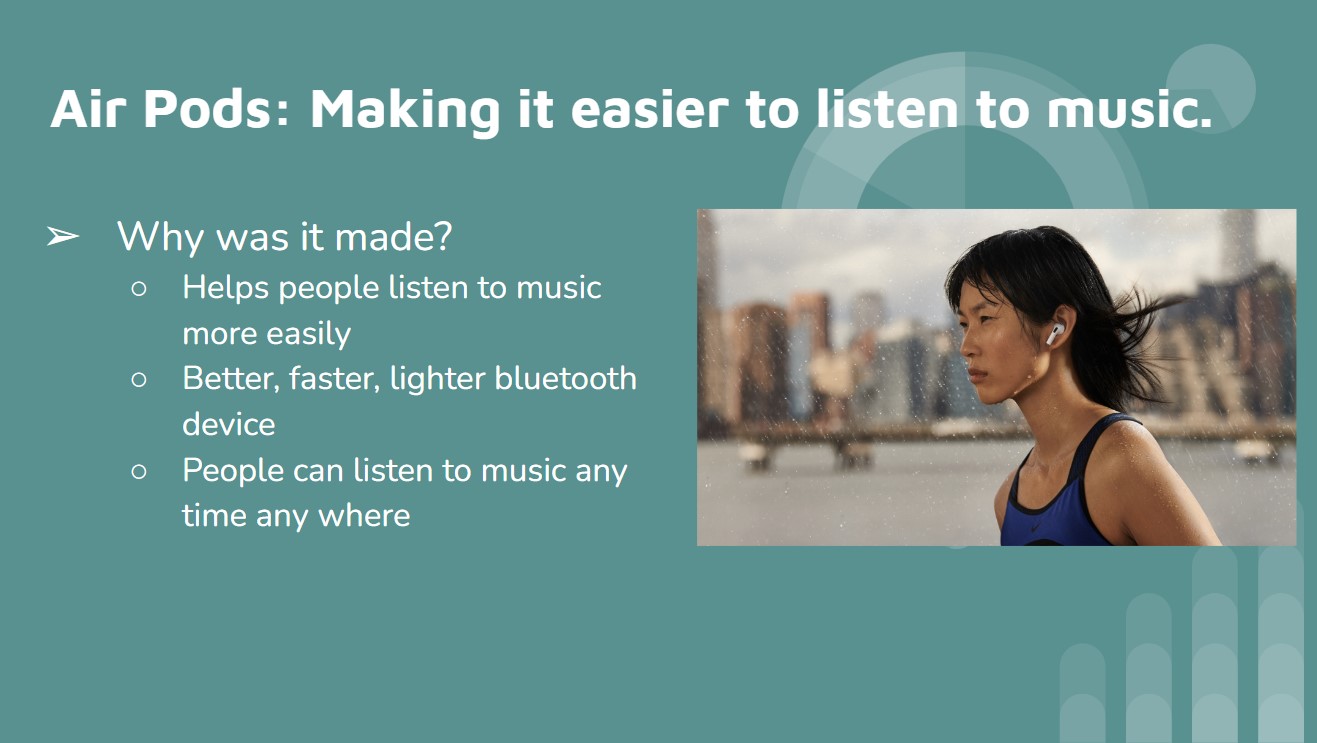 Air Pods: Making it easier to listen to music.
➢ Why was it made?
○ Helps people listen to music
more easily
○ Better, faster, lighter bluetooth
device
○ People can listen to music any
time any where